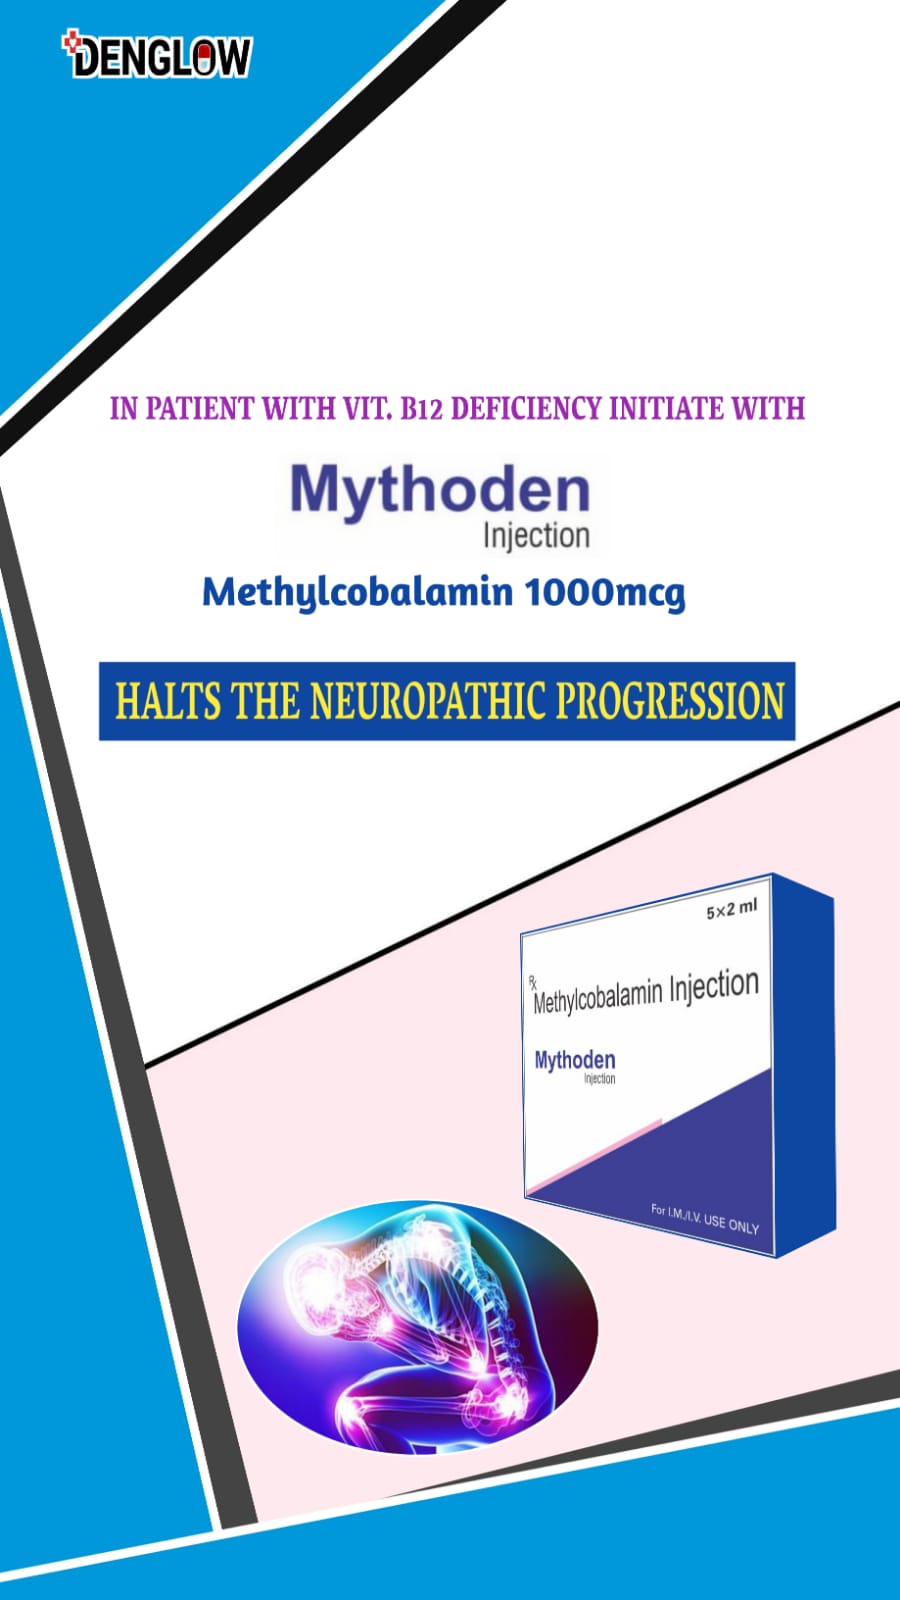 DENGLOW
IN PATIENT WITH VIT. B12 DEFICIENCY INITIATE WITH
Mythoden
Injection
Methylcobalamin 1000mcg
HALTS THE NEUROPATHIC PROGRESSION
5×2 ml
Rx
Methylcobalamin Injection
Mythoden
Injection
For I.M./I.V. USE ONLY